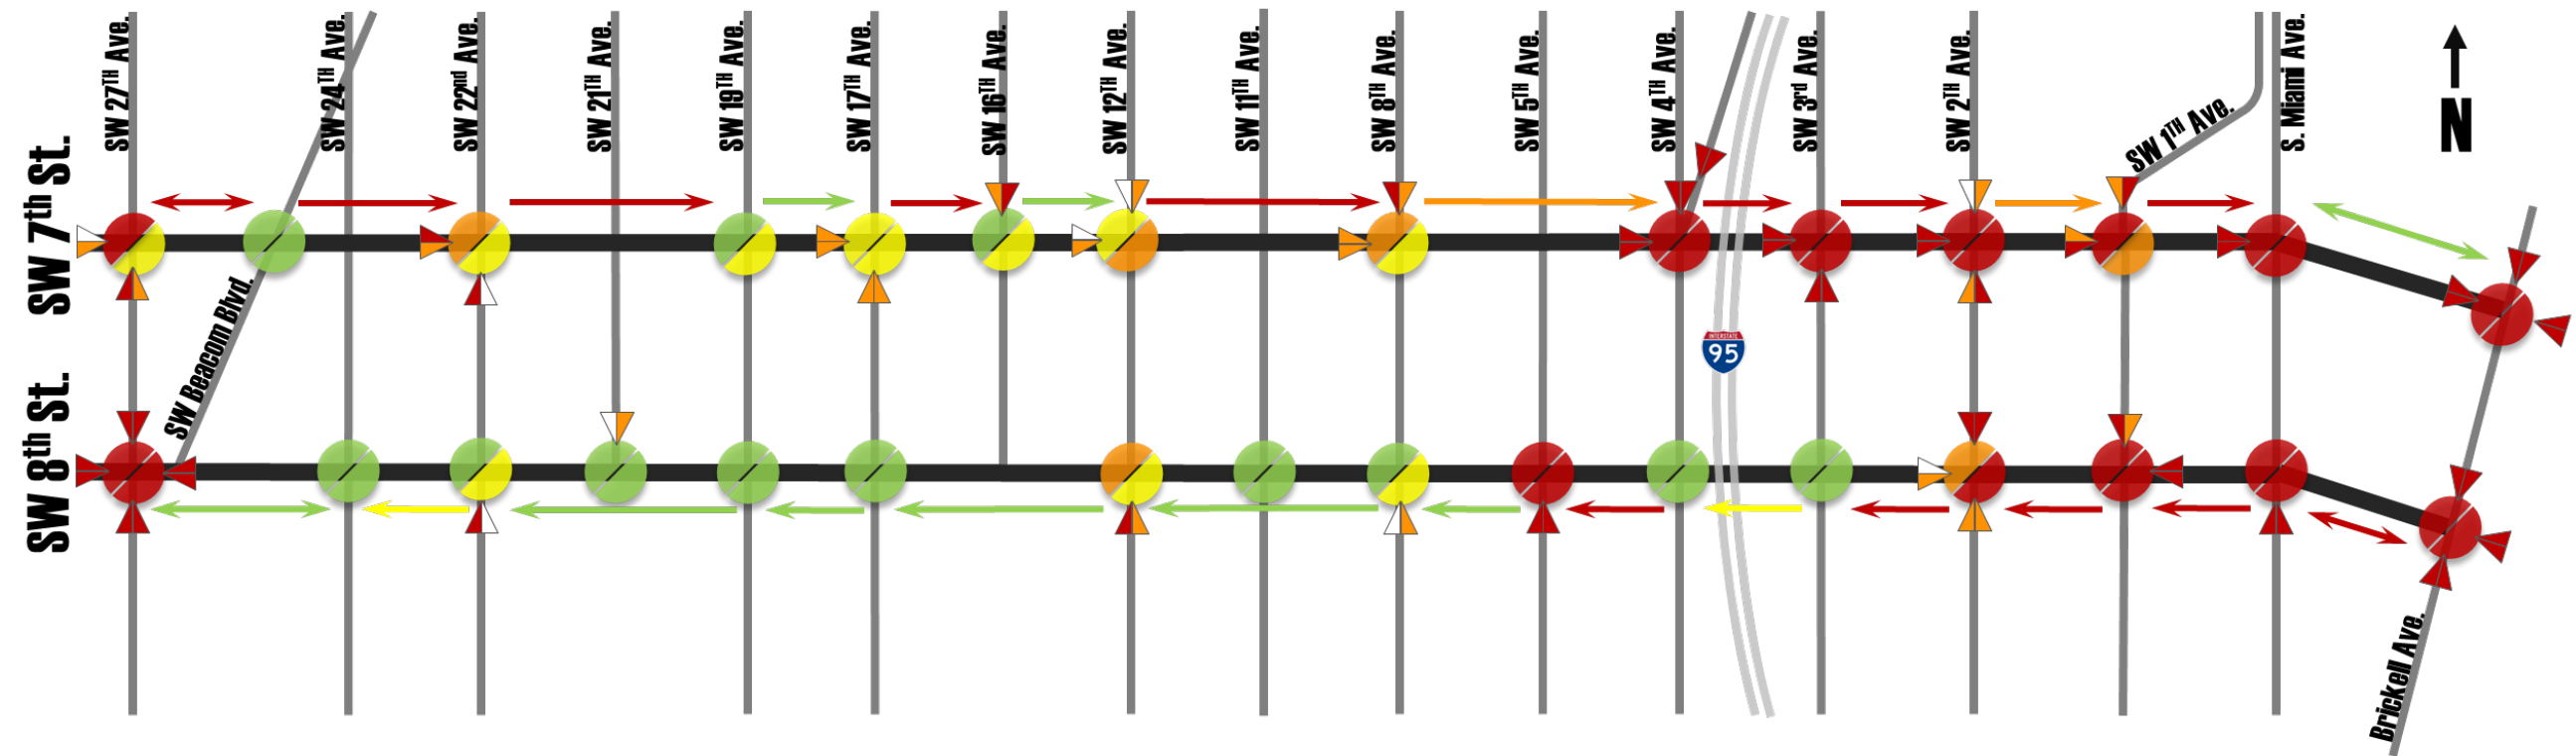 SW 27TH Ave.
SW 24TH Ave.
SW 22nd Ave.
SW 21TH Ave.
SW 19TH Ave.
SW 17TH Ave.
SW 16TH Ave.
SW 12TH Ave.
SW 11TH Ave.
SW 8TH Ave.
SW 5TH Ave.
SW 4TH Ave.
SW 3rd Ave.
SW 2TH Ave.
SW 1TH Ave.
S. Miami Ave.
N
SW 7th St.
SW Beacom Blvd.
INTERSTATE
95
SW 8th St.
Brickell Ave.